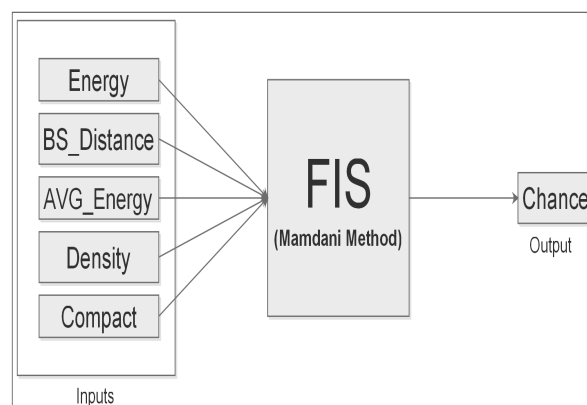 Energy
BS_Distance
AVG_Energy
Density
Compact
Inputs
FIS
(Mamdani Method)
Chance
Output